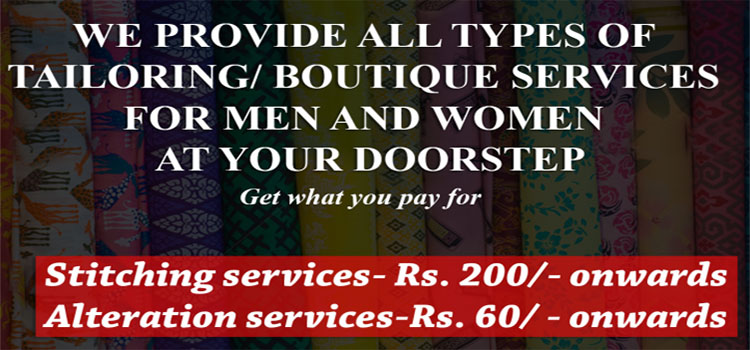 WE PROVIDE ALL TYPES OF
TAILORING/ BOUTIQUE SERVICES
FOR MEN AND WOMEN
AT YOUR DOORSTEP
Get what you pay for
Stitching services- Rs. 200/- onwards
Alteration services-Rs. 60/ - onwards